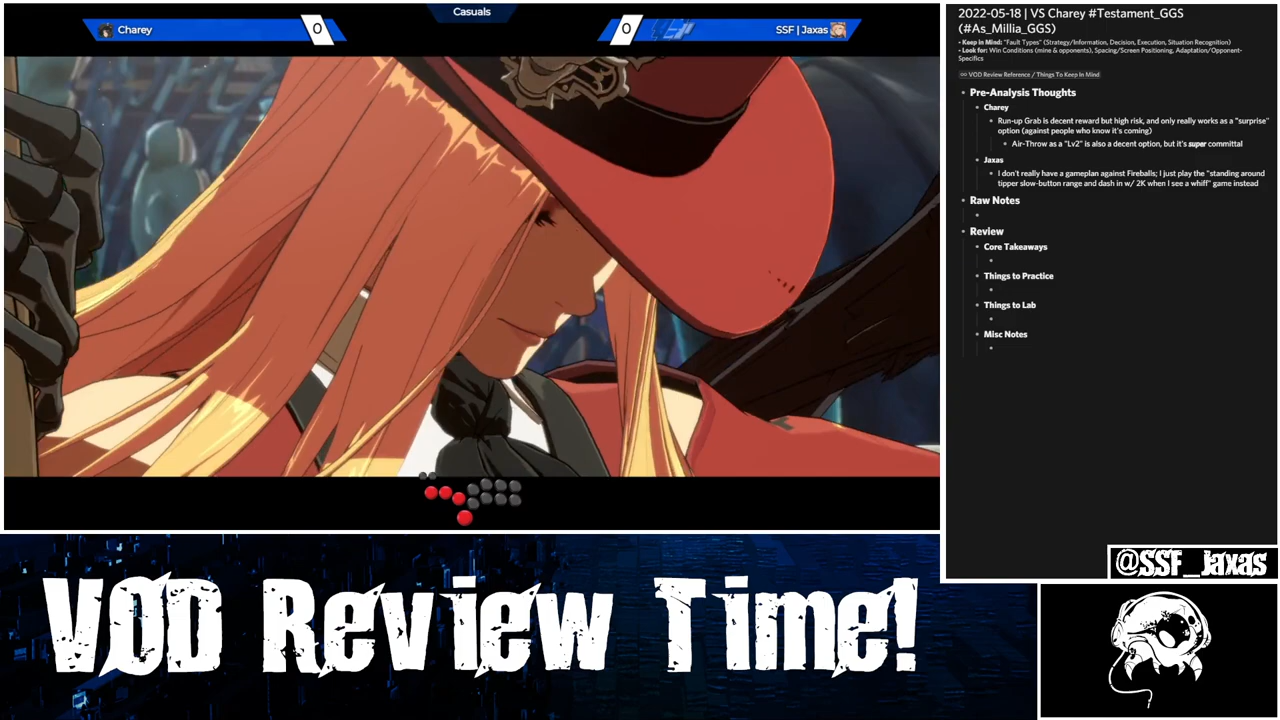 Casuals
Charey
0
0
SSF | Jaxas
2022-05-18 | VS Charey #Testament_GGS
(#As_Millia_GGS)
• Keep in Mind: "Fault Types" (Strategy/Information, Decision, Execution, Situation Recognition)
• Look for: Win Conditions (mine & opponents), Spacing/Screen Positioning, Adaptation/Opponent-
Specifics
VOD Review Reference / Things To Keep In Mind
Pre-Analysis Thoughts
Charey
Run-up Grab is decent reward but high risk, and only really works as a "surprise"
option (against people who know it's coming)
Air-Throw as a "Lv2" is also a decent option, but it's super committal
Jaxas
I don't really have a gameplan against Fireballs; I just play the "standing around
tipper slow-button range and dash in w/ 2K when I see a whiff" game instead
Raw Notes
Review
Core Takeaways
Things to Practice
Things to Lab
Misc Notes
@SSF_Jaxas
VOD Review Time!